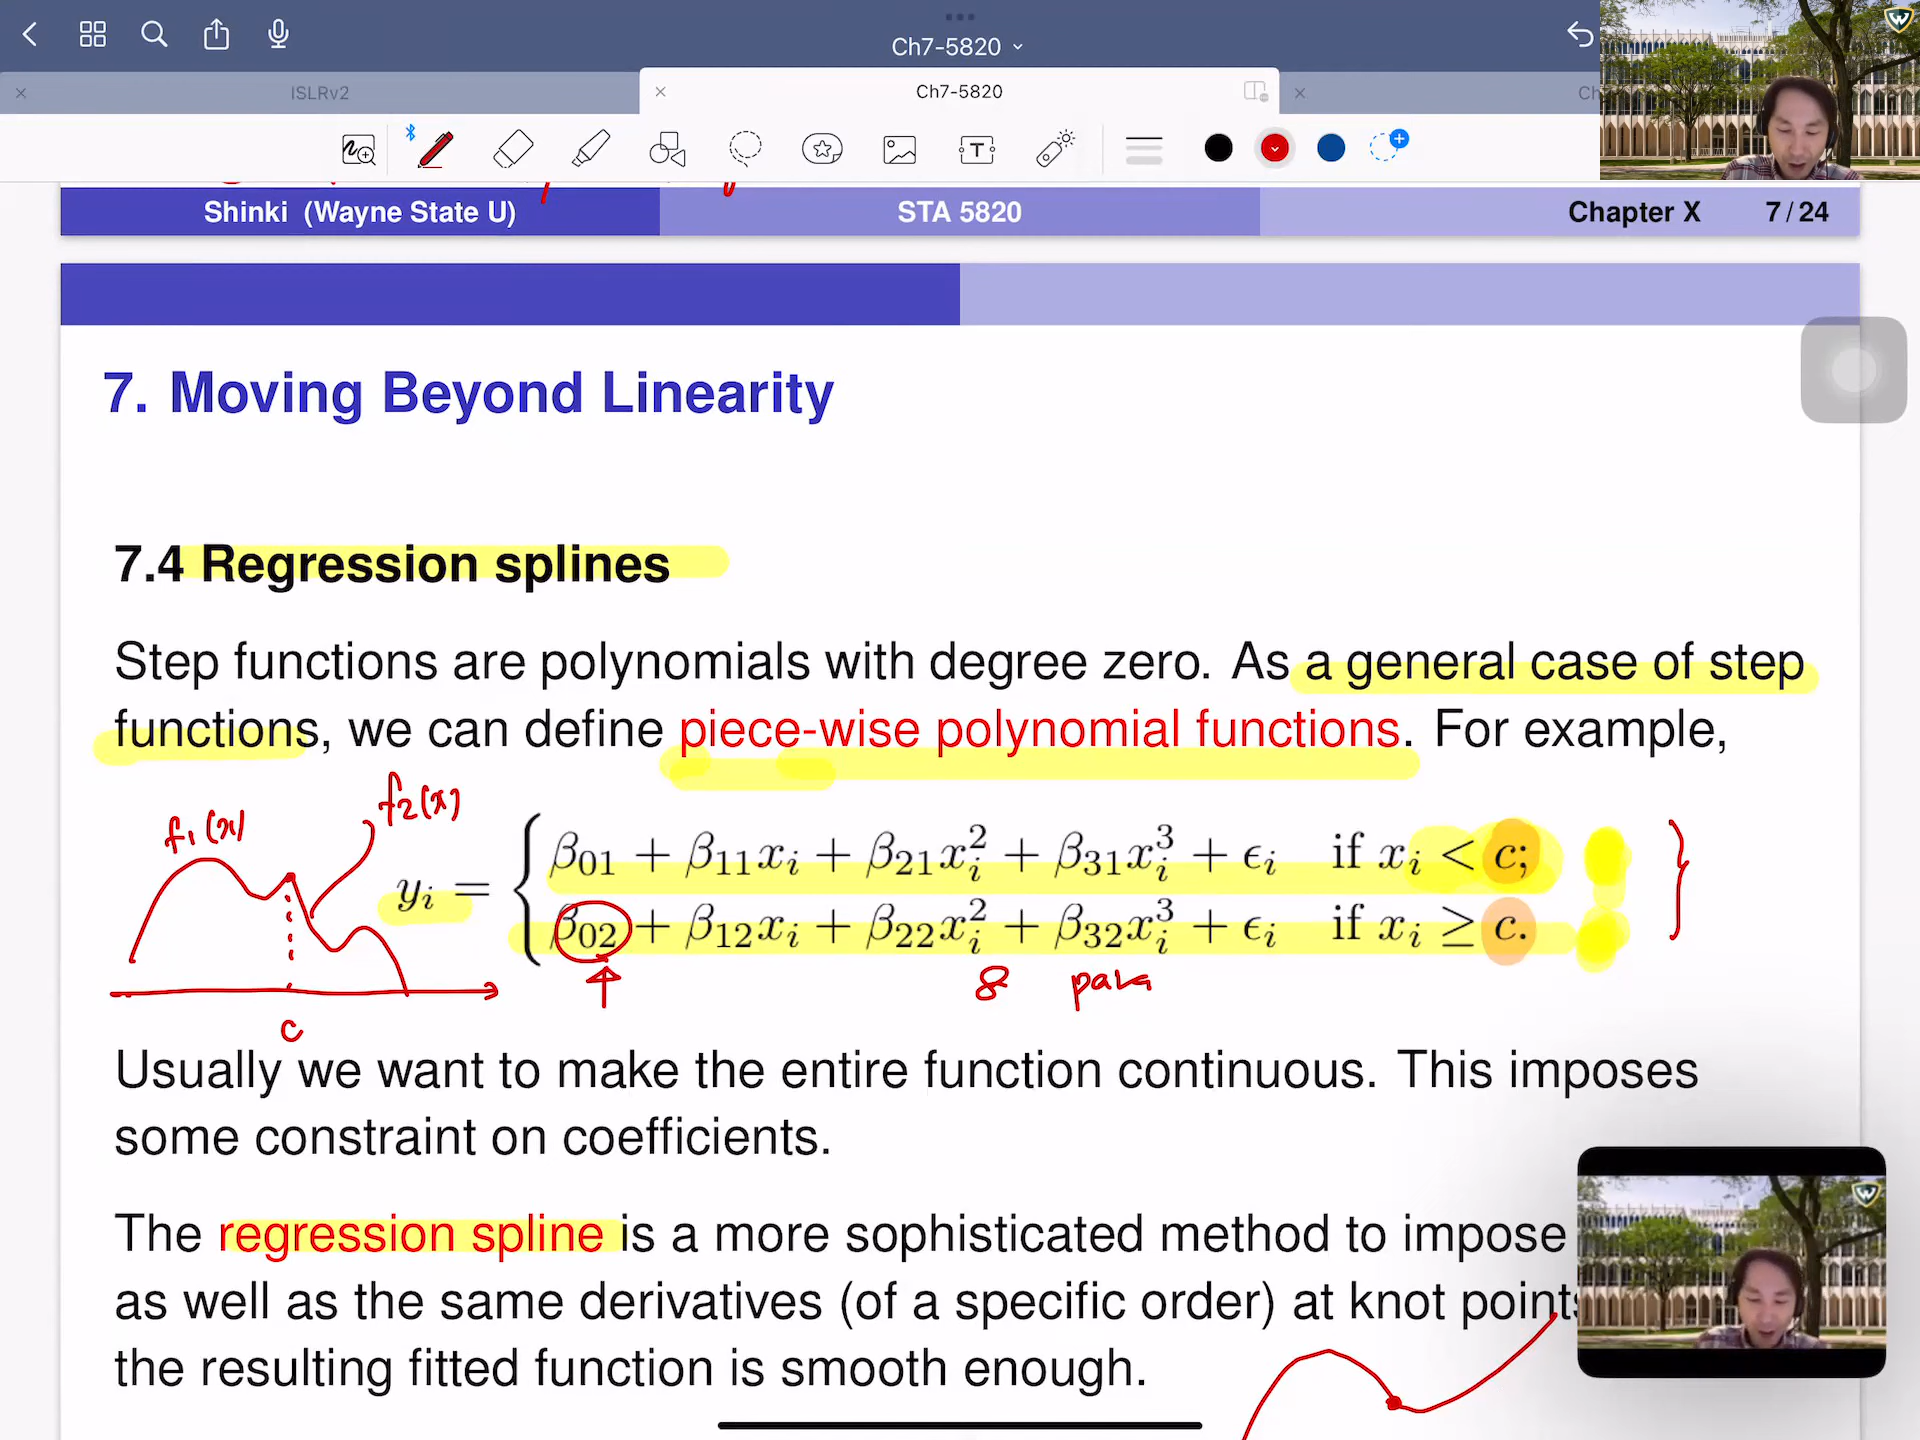 Ch7-5820
ISLRv2
Ch7-5820
Ch
Shinki (Wayne State U)
STA 5820
Chapter X 7 / 24
7. Moving Beyond Linearity
7.4 Regression splines
Step functions are polynomials with degree zero. As a general case of step
functions, we can define piece-wise polynomial functions. For example,
f₁(x)
f₂(x)
yᵢ = { β₀₁ + β₁₁xᵢ + β₂₁xᵢ² + β₃₁xᵢ³ + ϵᵢ if xᵢ < c;
β₀₂ + β₁₂xᵢ + β₂₂xᵢ² + β₃₂xᵢ³ + ϵᵢ if xᵢ ≥ c.
8 para
c
Usually we want to make the entire function continuous. This imposes
some constraint on coefficients.
The regression spline is a more sophisticated method to impose
as well as the same derivatives (of a specific order) at knot points
the resulting fitted function is smooth enough.